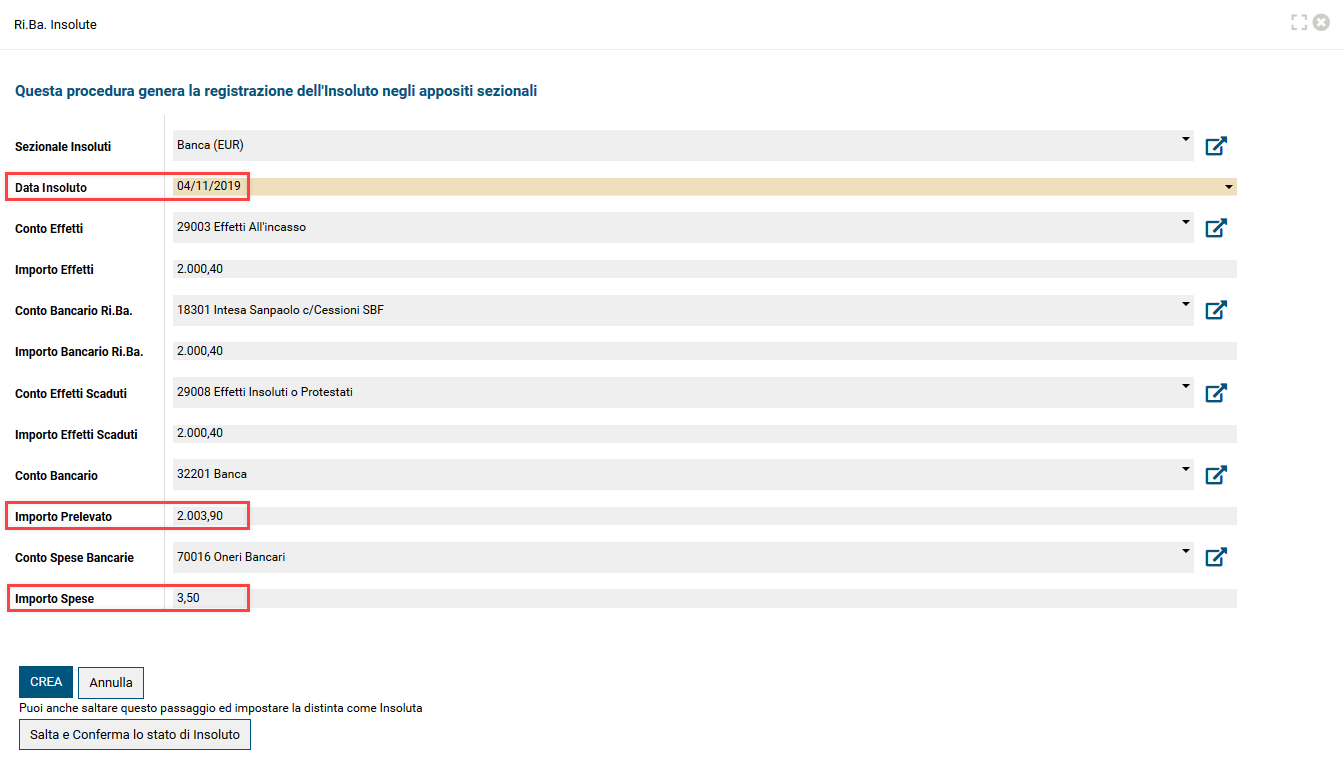 Ri.Ba. Insolute
Questa procedura genera la registrazione dell'Insoluto negli appositi sezionali
Sezionale Insoluti Banca (EUR)
Data Insoluto 04/11/2019
Conto Effetti 29003 Effetti All'incasso
Importo Effetti 2.000,40
Conto Bancario Ri.Ba. 18301 Intesa Sanpaolo c/Cessioni SBF
Importo Bancario Ri.Ba. 2.000,40
Conto Effetti Scaduti 29008 Effetti Insoluti o Protestati
Importo Effetti Scaduti 2.000,40
Conto Bancario 32201 Banca
Importo Prelevato 2.003,90
Conto Spese Bancarie 70016 Oneri Bancari
Importo Spese 3,50
CREA Annulla
Puoi anche saltare questo passaggio ed impostare la distinta come Insoluta
Salta e Conferma lo stato di Insoluto